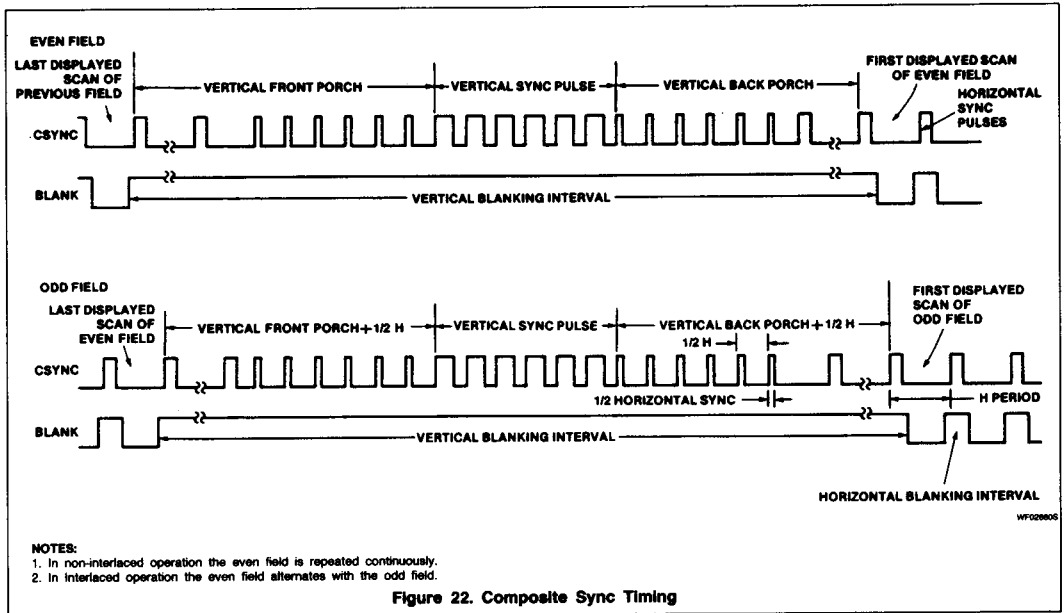 EVEN FIELD
LAST DISPLAYED
SCAN OF
PREVIOUS FIELD
VERTICAL FRONT PORCH
VERTICAL SYNC PULSE
VERTICAL BACK PORCH
FIRST DISPLAYED SCAN
OF EVEN FIELD
HORIZONTAL
SYNC
PULSES
CSYNC
BLANK
VERTICAL BLANKING INTERVAL
ODD FIELD
LAST DISPLAYED
SCAN OF
EVEN FIELD
VERTICAL FRONT PORCH+1/2 H
VERTICAL SYNC PULSE
VERTICAL BACK PORCH+1/2 H
FIRST DISPLAYED
SCAN OF
ODD FIELD
1/2 H
CSYNC
1/2 HORIZONTAL SYNC
H PERIOD
BLANK
VERTICAL BLANKING INTERVAL
HORIZONTAL BLANKING INTERVAL
WF02660S
NOTES:
1. In non-interlaced operation the even field is repeated continuously.
2. In interlaced operation the even field alternates with the odd field.
Figure 22. Composite Sync Timing